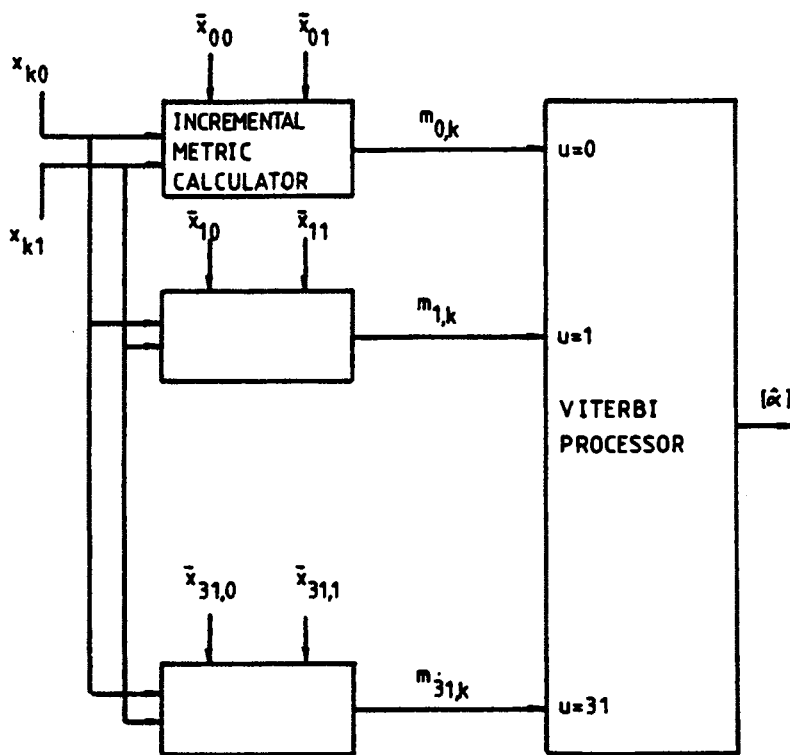 x̄₀₀ x̄₀₁
xₖ₀
INCREMENTAL
METRIC
CALCULATOR
m₀,ₖ
u=0
xₖ₁
x̄₁₀ x̄₁₁
m₁,ₖ
u=1
VITERBI
PROCESSOR
[α̂]
x̄₃₁,₀ x̄₃₁,₁
m₃₁,ₖ
u=31